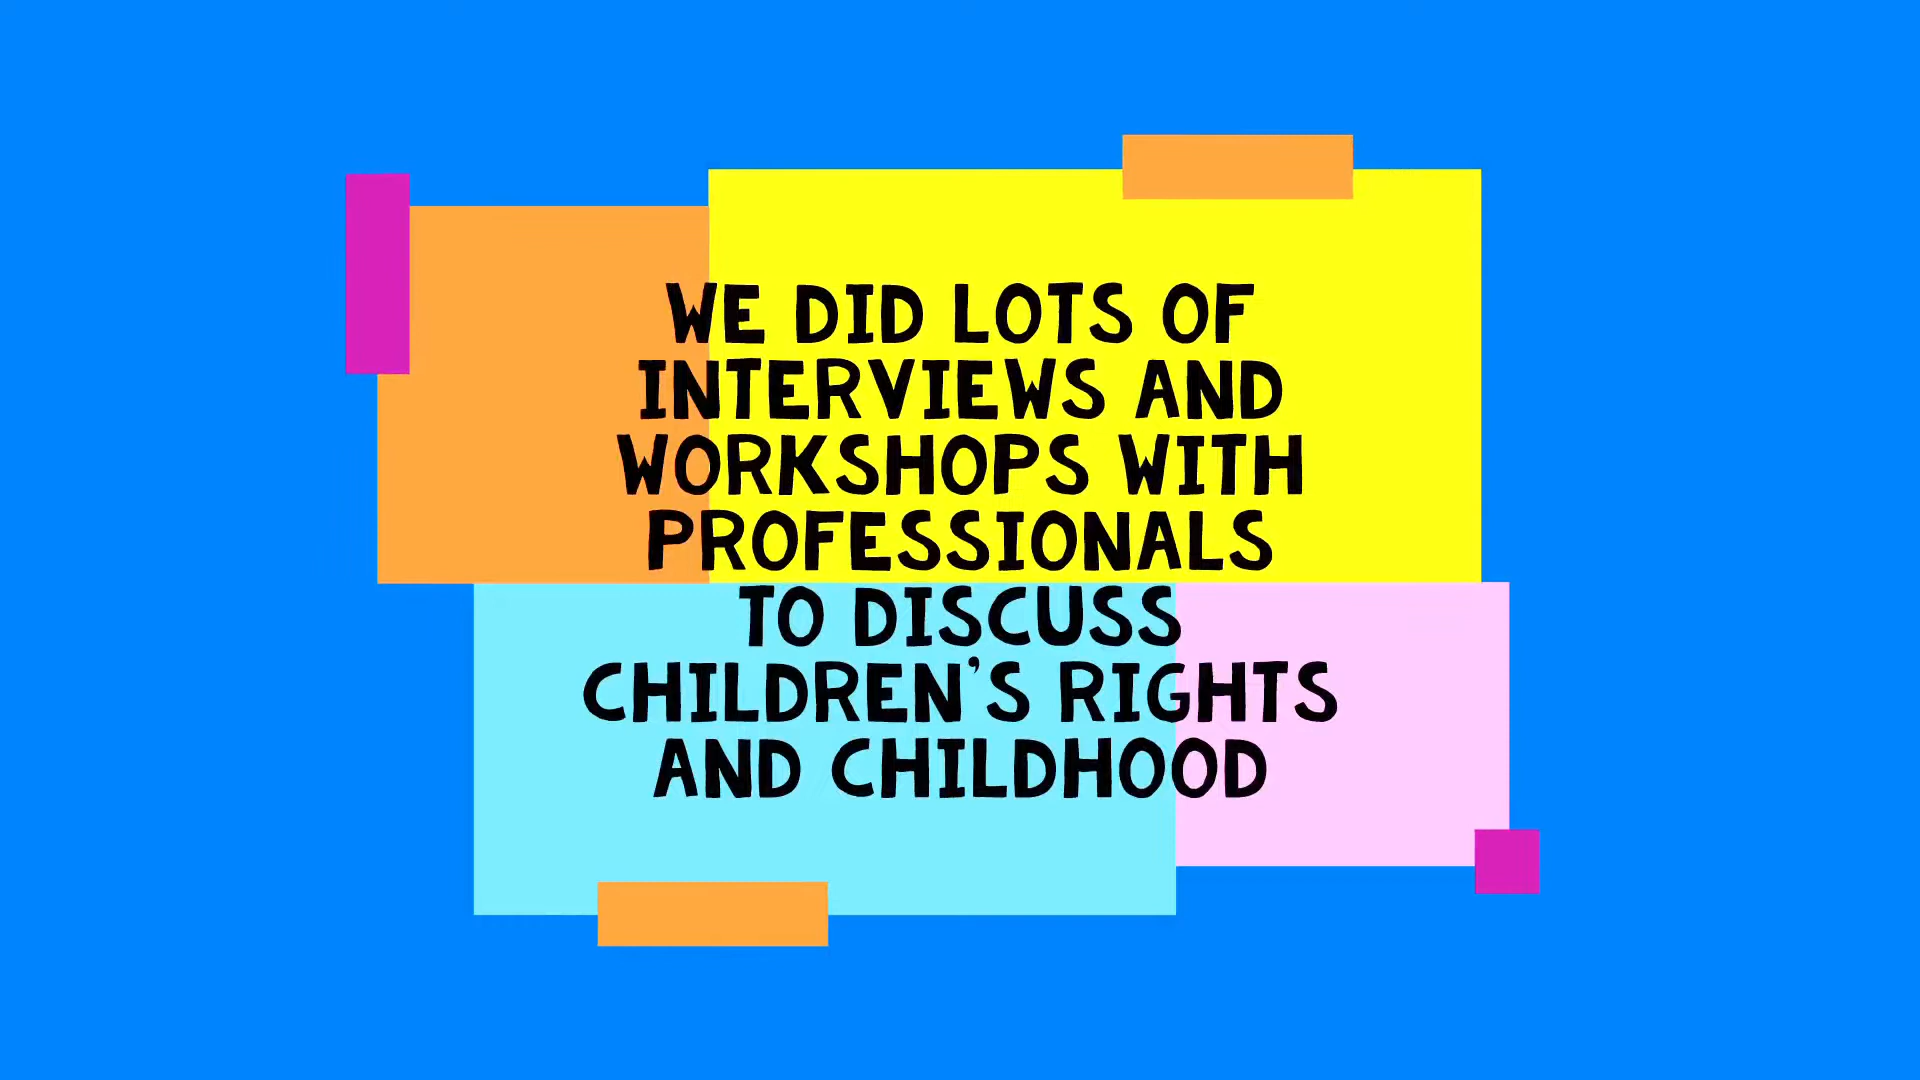 WE DID LOTS OF
INTERVIEWS AND
WORKSHOPS WITH
PROFESSIONALS
TO DISCUSS
CHILDREN'S RIGHTS
AND CHILDHOOD